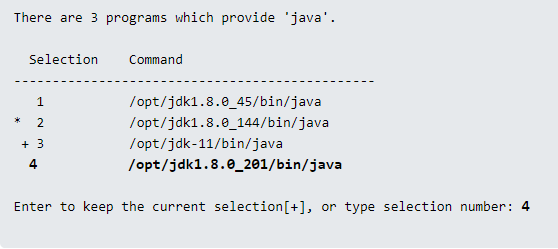 There are 3 programs which provide 'java'.
  Selection    Command
-----------------------------------------------
   1           /opt/jdk1.8.0_45/bin/java
*  2           /opt/jdk1.8.0_144/bin/java
 + 3           /opt/jdk-11/bin/java
  4            /opt/jdk1.8.0_201/bin/java
Enter to keep the current selection[+], or type selection number: 4